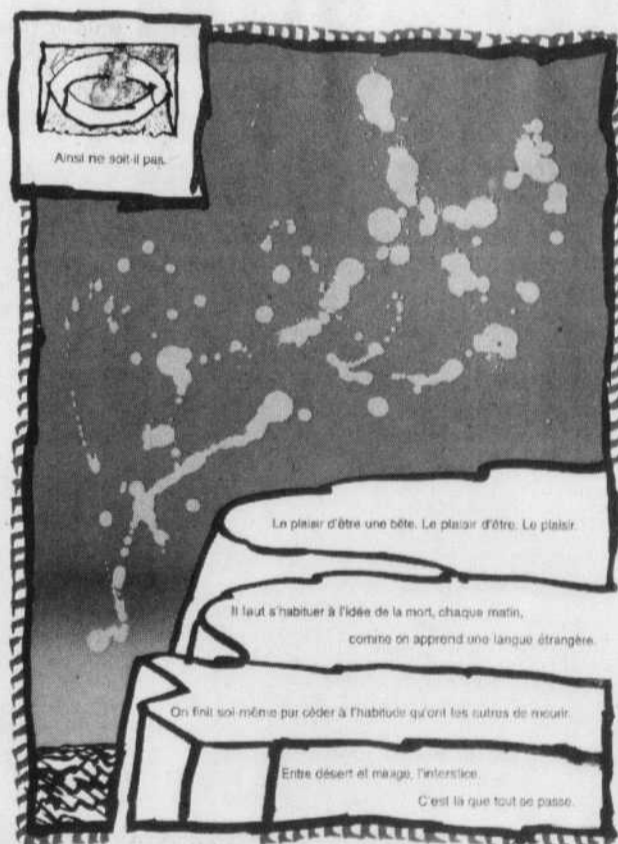 Ainsi ne soit-il pas.
Le plaisir d'être une bête. Le plaisir d'être. Le plaisir.
Il faut s'habituer à l'idée de la mort, chaque matin,
comme on apprend une langue étrangère.
On finit soi-même par céder à l'habitude qu'ont les autres de mourir.
Entre désert et mirage, l'interstice.
C'est là que tout se passe.